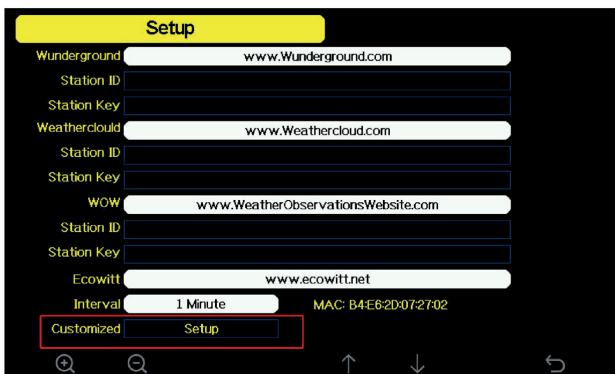 Setup
Wunderground www.Wunderground.com
Station ID
Station Key
Weatherclould www.Weathercloud.com
Station ID
Station Key
WOW www.WeatherObservationsWebsite.com
Station ID
Station Key
Ecowitt www.ecowitt.net
Interval 1 Minute MAC: B4:E6:2D:07:27:02
Customized Setup